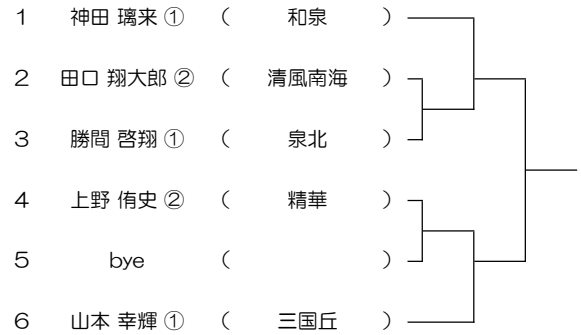 1 神田 璃来 ① ( 和泉 )
2 田口 翔大郎 ② ( 清風南海 )
3 勝間 啓翔 ① ( 泉北 )
4 上野 侑史 ② ( 精華 )
5 bye ( )
6 山本 幸輝 ① ( 三国丘 )